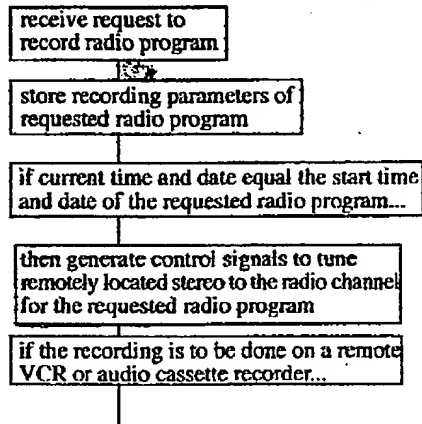 receive request to
record radio program
store recording parameters of
requested radio program
if current time and date equal the start time
and date of the requested radio program...
then generate control signals to tune
remotely located stereo to the radio channel
for the requested radio program
if the recording is to be done on a remote
VCR or audio cassette recorder...